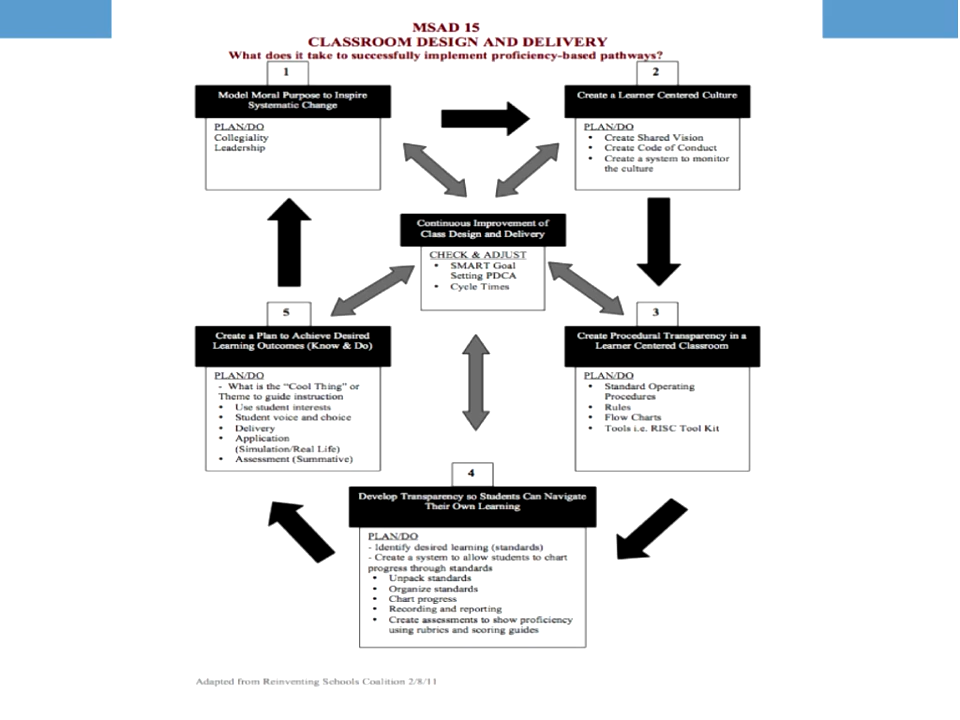 MSAD 15
CLASSROOM DESIGN AND DELIVERY
What does it take to successfully implement proficiency-based pathways?
1
Model Moral Purpose to Inspire
Systematic Change
PLAN/DO
Collegiality
Leadership
2
Create a Learner Centered Culture
PLAN/DO
• Create Shared Vision
• Create Code of Conduct
• Create a system to monitor
the culture
Continuous Improvement of
Class Design and Delivery
CHECK & ADJUST
• SMART Goal
Setting PDCA
• Cycle Times
3
Create Procedural Transparency in a
Learner Centered Classroom
PLAN/DO
• Standard Operating
Procedures
• Rules
• Flow Charts
• Tools i.e. RISC Tool Kit
4
Develop Transparency so Students Can Navigate
Their Own Learning
PLAN/DO
- Identify desired learning (standards)
- Create a system to allow students to chart
progress through standards
• Unpack standards
• Organize standards
• Chart progress
• Recording and reporting
• Create assessments to show proficiency
using rubrics and scoring guides
5
Create a Plan to Achieve Desired
Learning Outcomes (Know & Do)
PLAN/DO
- What is the "Cool Thing" or
Theme to guide instruction
• Use student interests
• Student voice and choice
• Delivery
• Application
(Simulation/Real Life)
• Assessment (Summative)
Adapted from Reinventing Schools Coalition 2/8/11